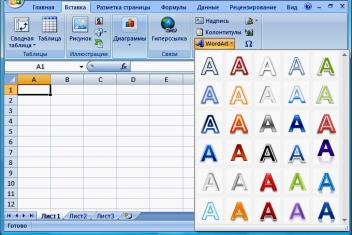 Главная Вставка Разметка страницы Формулы Данные Рецензирование Вид
Надпись
Колонтитулы
WordArt
Сводная таблица
Таблица
Рисунок
Диаграммы
Гиперссылка
Таблицы Иллюстрации Связи
A1 fx
A B C D E
1
2
3
4
5
6
7
8
9
10
11
12
Лист1 Лист2 Лист3
Готово
A A A A A
A A A A A
A A A A A
A A A A A
A A A A A
A A A A A